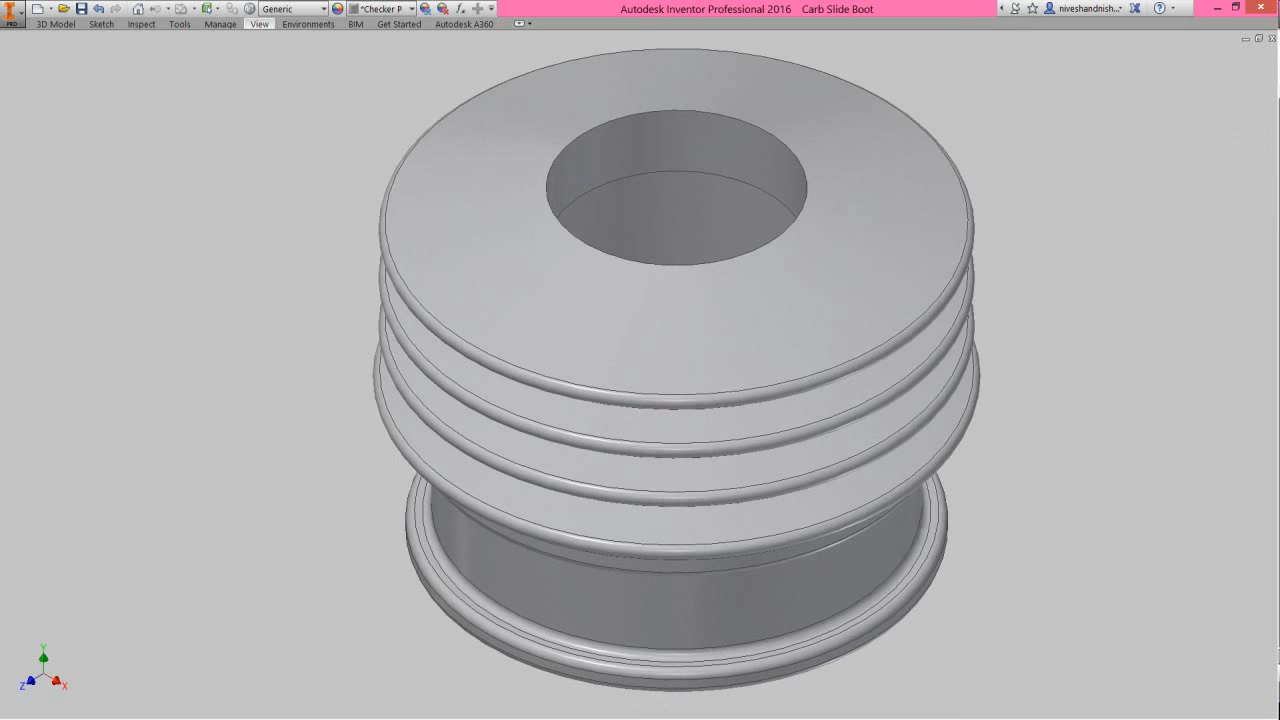 Generic
*Checker P
Autodesk Inventor Professional 2016 Carb Slide Boot
niveshandnish...
PRO
3D Model Sketch Inspect Tools Manage View Environments BIM Get Started Autodesk A360
Y
Z X